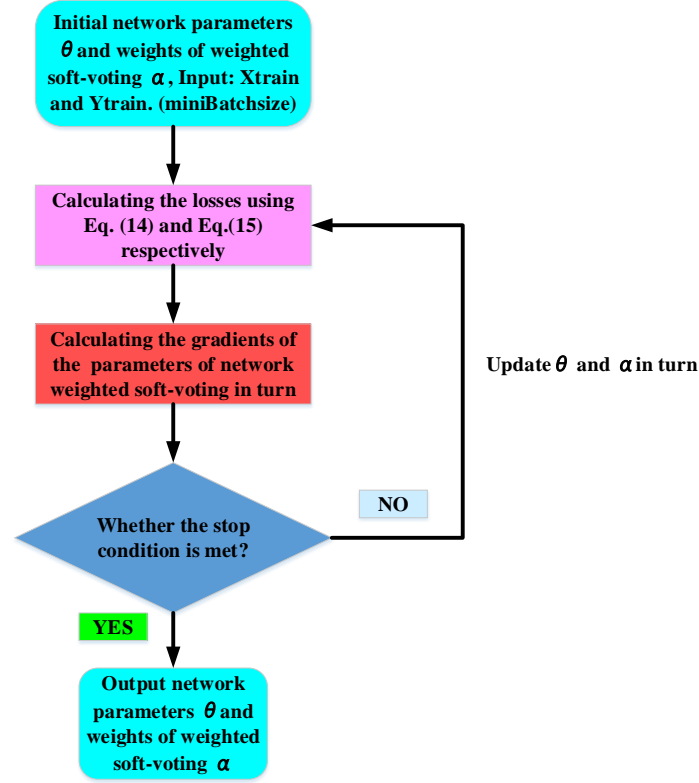 Initial network parameters
θ and weights of weighted
soft-voting α, Input: Xtrain
and Ytrain. (miniBatchsize)
Calculating the losses using
Eq. (14) and Eq.(15)
respectively
Calculating the gradients of
the parameters of network
weighted soft-voting in turn
Update θ and α in turn
Whether the stop
condition is met?
NO
YES
Output network
parameters θ and
weights of weighted
soft-voting α